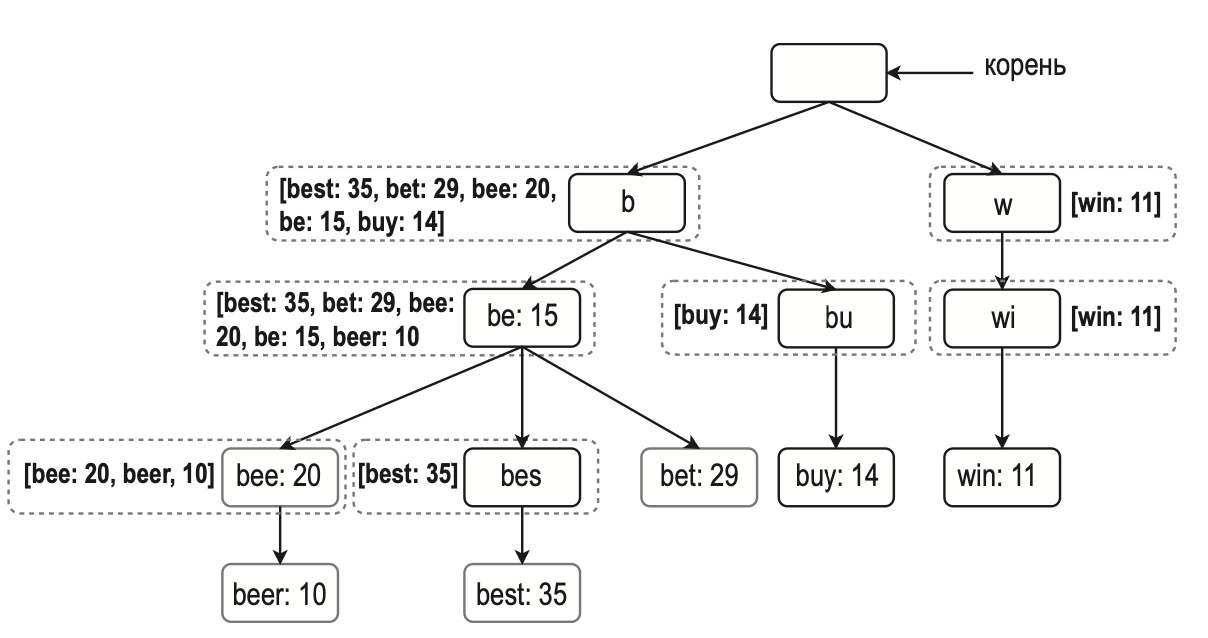 корень
[best: 35, bet: 29, bee: 20,
be: 15, buy: 14]
b
w
[win: 11]
[best: 35, bet: 29, bee:
20, be: 15, beer: 10
be: 15
[buy: 14]
bu
wi
[win: 11]
[bee: 20, beer, 10]
bee: 20
[best: 35]
bes
bet: 29
buy: 14
win: 11
beer: 10
best: 35